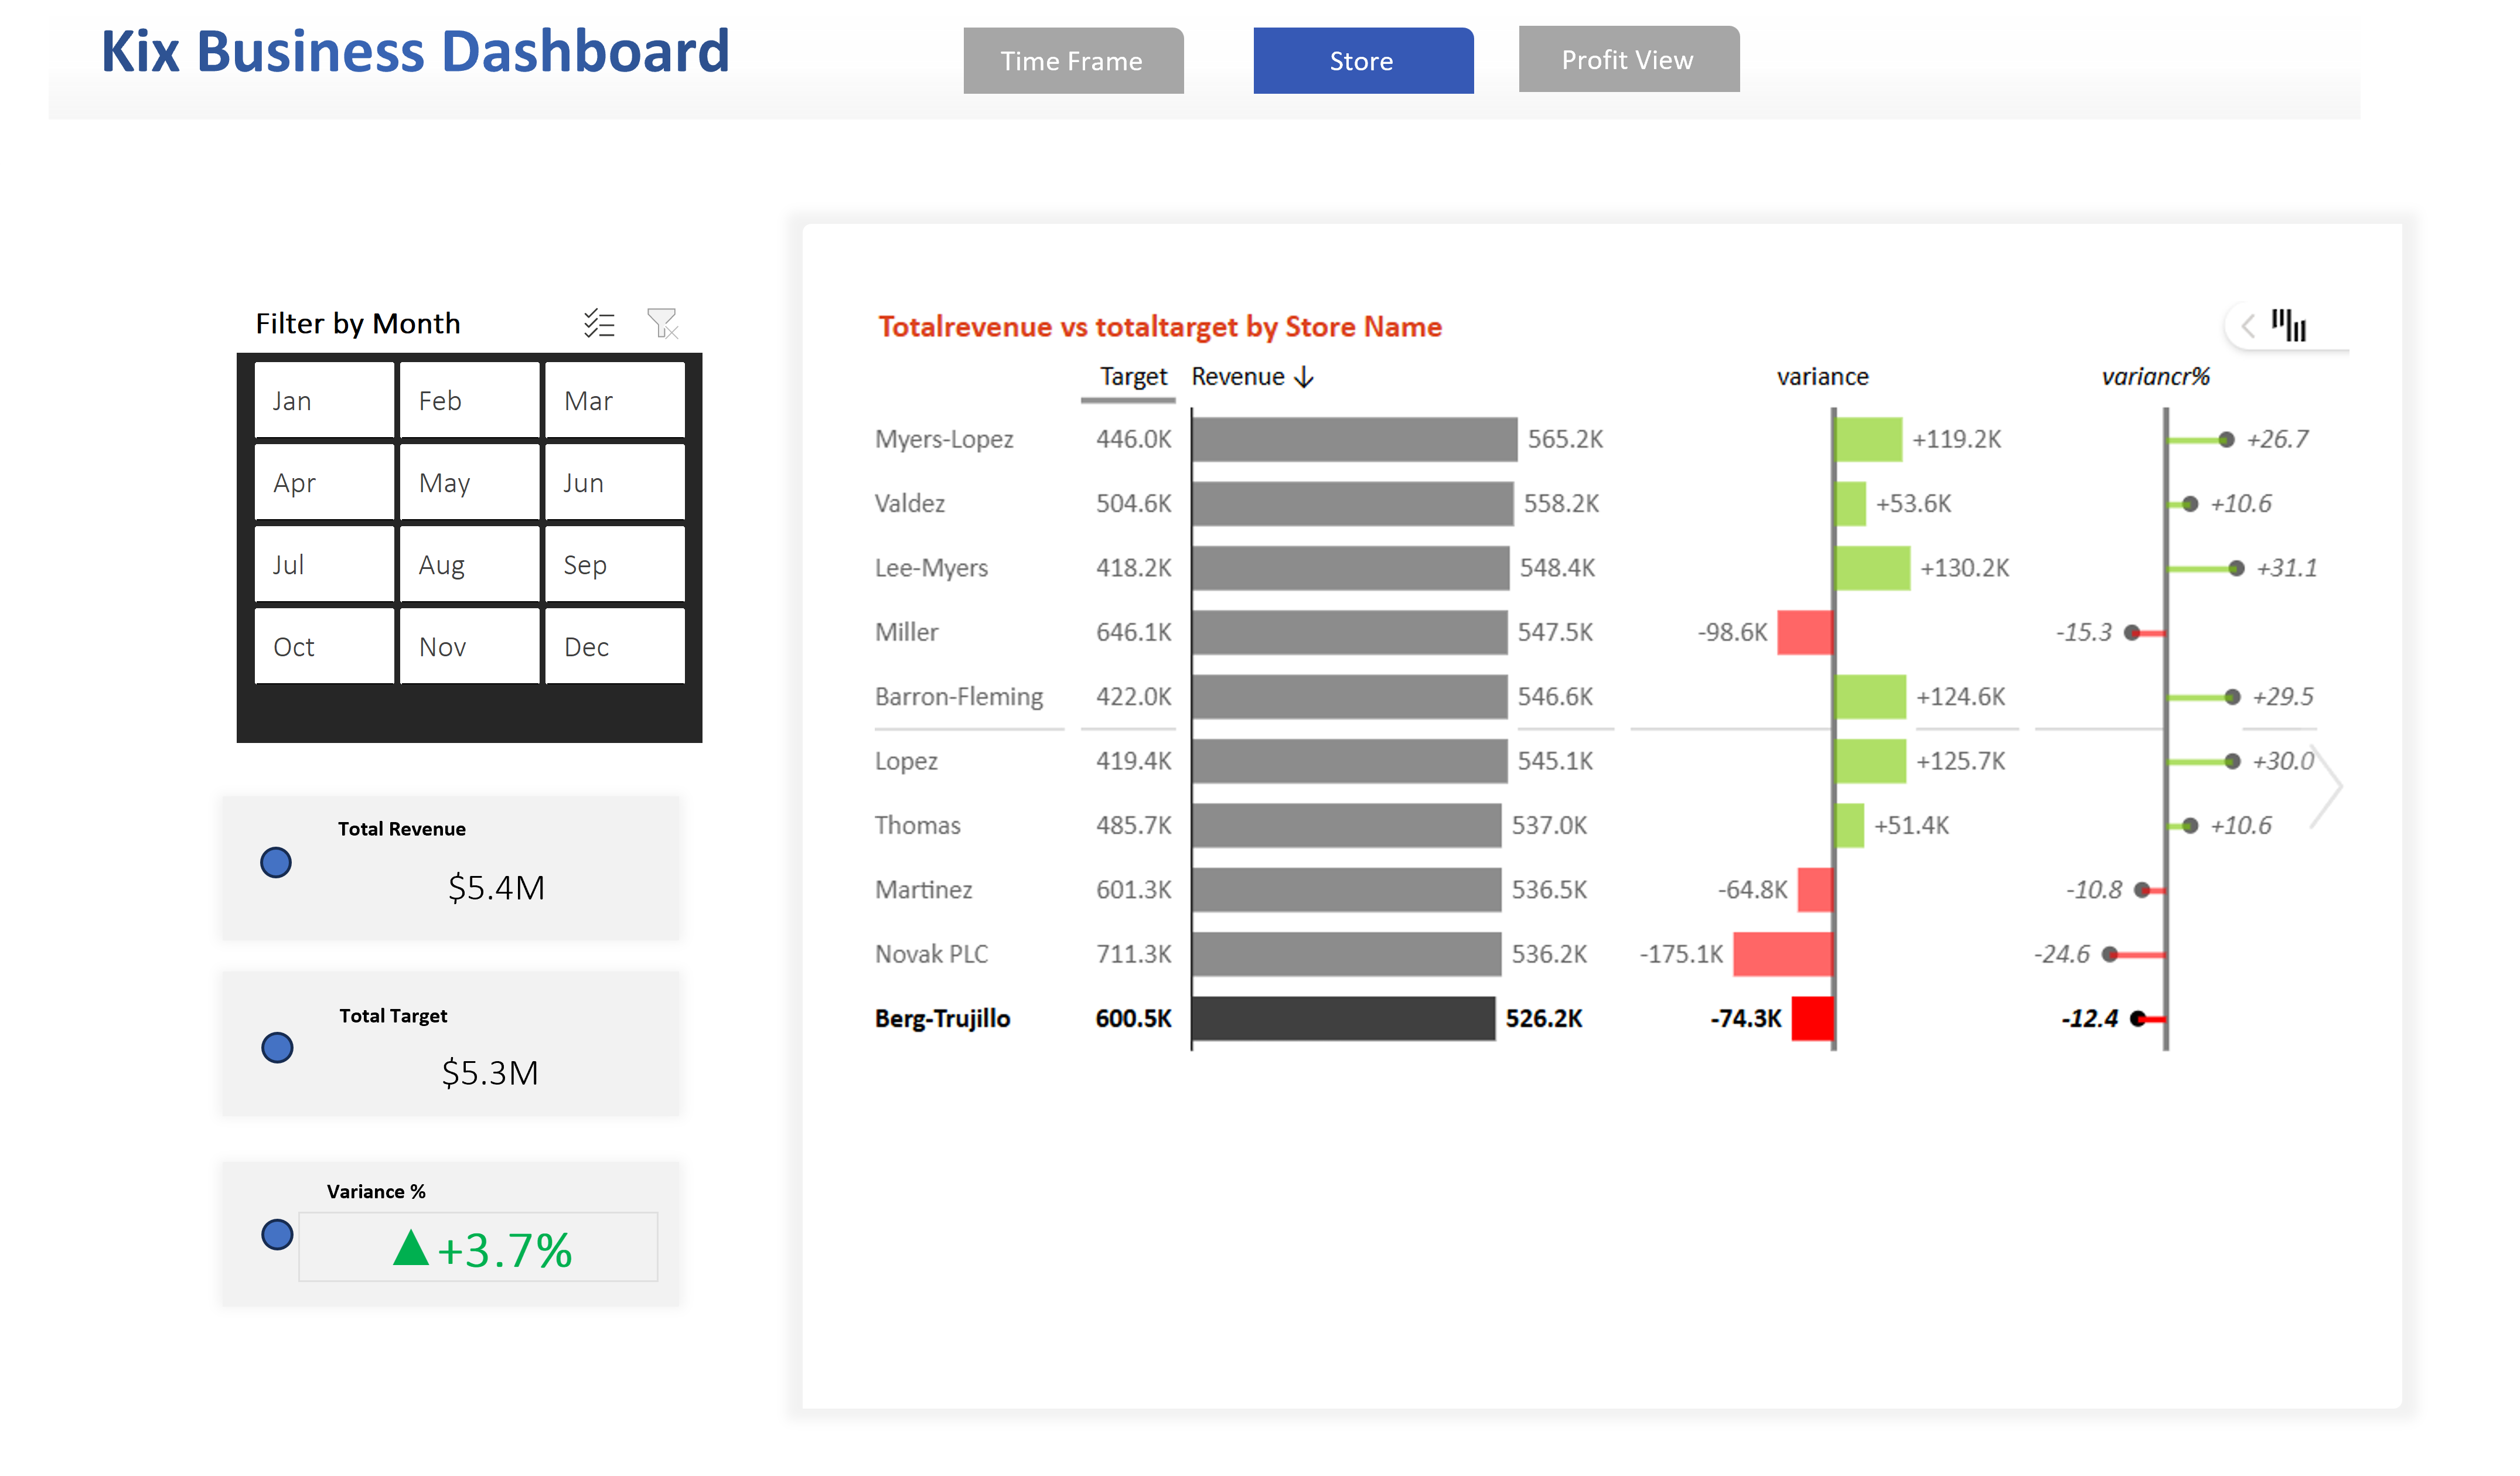 Kix Business Dashboard
Time Frame
Store
Profit View
Filter by Month
Jan Feb Mar
Apr May Jun
Jul Aug Sep
Oct Nov Dec
Total Revenue
$5.4M
Total Target
$5.3M
Variance %
▲+3.7%
Totalrevenue vs totaltarget by Store Name
Target Revenue ↓ variance variancr%
Myers-Lopez 446.0K 565.2K +119.2K +26.7
Valdez 504.6K 558.2K +53.6K +10.6
Lee-Myers 418.2K 548.4K +130.2K +31.1
Miller 646.1K 547.5K -98.6K -15.3
Barron-Fleming 422.0K 546.6K +124.6K +29.5
Lopez 419.4K 545.1K +125.7K +30.0
Thomas 485.7K 537.0K +51.4K +10.6
Martinez 601.3K 536.5K -64.8K -10.8
Novak PLC 711.3K 536.2K -175.1K -24.6
Berg-Trujillo 600.5K 526.2K -74.3K -12.4